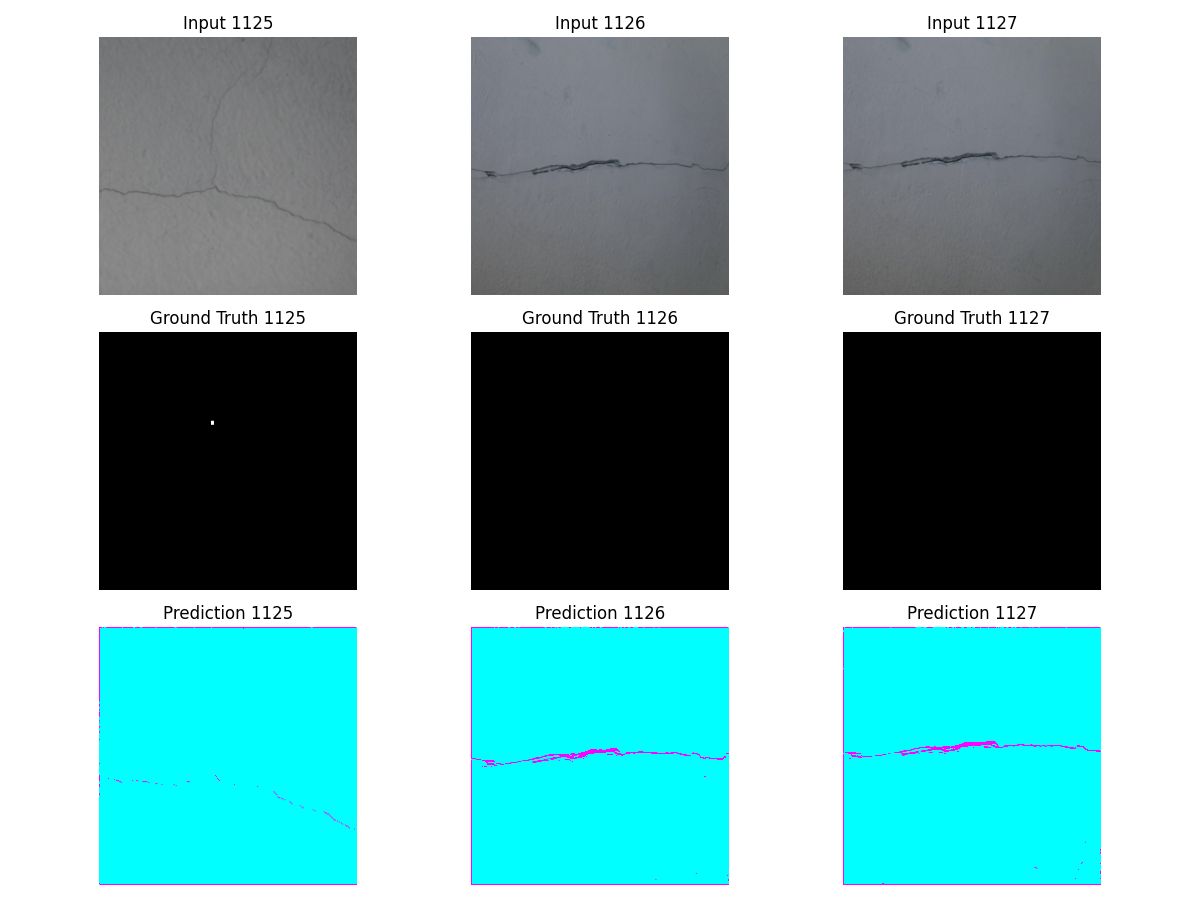 Input 1125
Input 1126
Input 1127
Ground Truth 1125
Ground Truth 1126
Ground Truth 1127
Prediction 1125
Prediction 1126
Prediction 1127